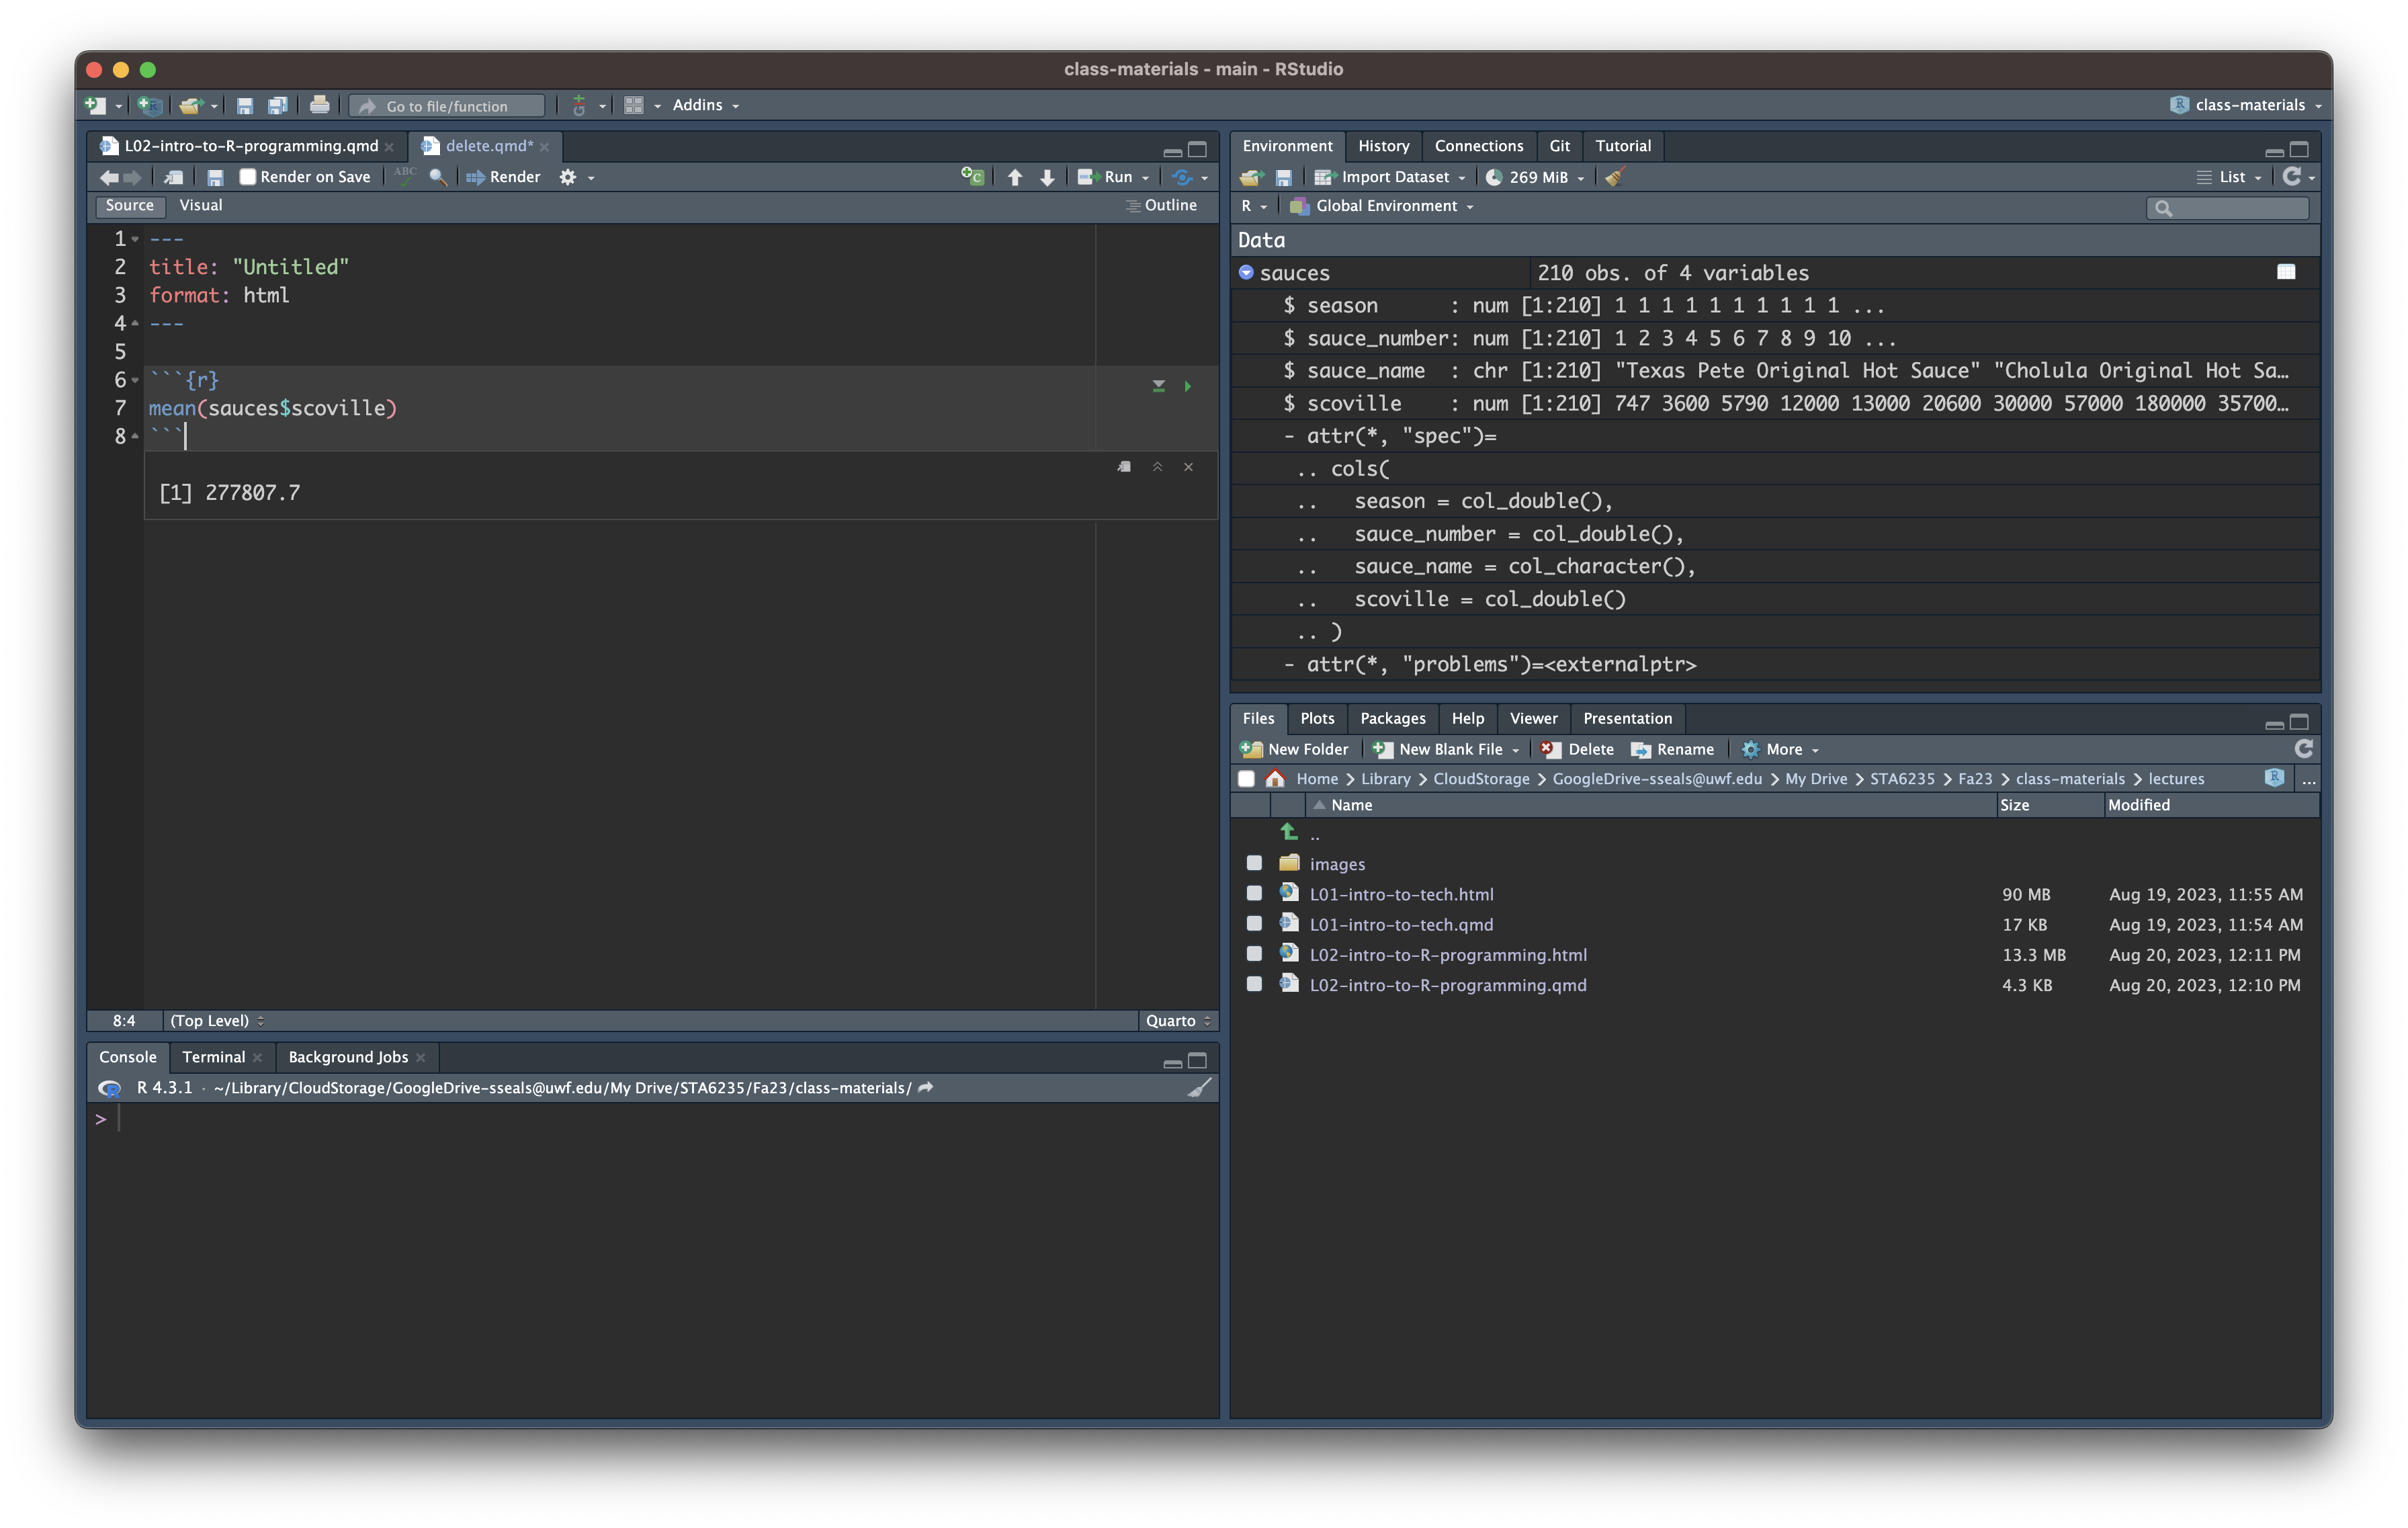 class-materials - main - RStudio
Go to file/function
Addins
class-materials
L02-intro-to-R-programming.qmd
delete.qmd*
Render on Save
ABC
Render
Run
Source
Visual
Outline
1 ---
2 title: "Untitled"
3 format: html
4 ---
5
6 ```{r}
7 mean(sauces$scoville)
8 ```
[1] 277807.7
8:4
(Top Level)
Quarto
Console
Terminal
Background Jobs
R 4.3.1 · ~/Library/CloudStorage/GoogleDrive-sseals@uwf.edu/My Drive/STA6235/Fa23/class-materials/
>
Environment
History
Connections
Git
Tutorial
Import Dataset
269 MiB
List
R
Global Environment
Data
sauces 210 obs. of 4 variables
$ season : num [1:210] 1 1 1 1 1 1 1 1 1 1 ...
$ sauce_number: num [1:210] 1 2 3 4 5 6 7 8 9 10 ...
$ sauce_name : chr [1:210] "Texas Pete Original Hot Sauce" "Cholula Original Hot Sa…
$ scoville : num [1:210] 747 3600 5790 12000 13000 20600 30000 57000 180000 35700…
- attr(*, "spec")=
.. cols(
.. season = col_double(),
.. sauce_number = col_double(),
.. sauce_name = col_character(),
.. scoville = col_double()
.. )
- attr(*, "problems")=<externalptr>
Files
Plots
Packages
Help
Viewer
Presentation
New Folder
New Blank File
Delete
Rename
More
Home > Library > CloudStorage > GoogleDrive-sseals@uwf.edu > My Drive > STA6235 > Fa23 > class-materials > lectures
...
Name Size Modified
..
images
L01-intro-to-tech.html 90 MB Aug 19, 2023, 11:55 AM
L01-intro-to-tech.qmd 17 KB Aug 19, 2023, 11:54 AM
L02-intro-to-R-programming.html 13.3 MB Aug 20, 2023, 12:11 PM
L02-intro-to-R-programming.qmd 4.3 KB Aug 20, 2023, 12:10 PM